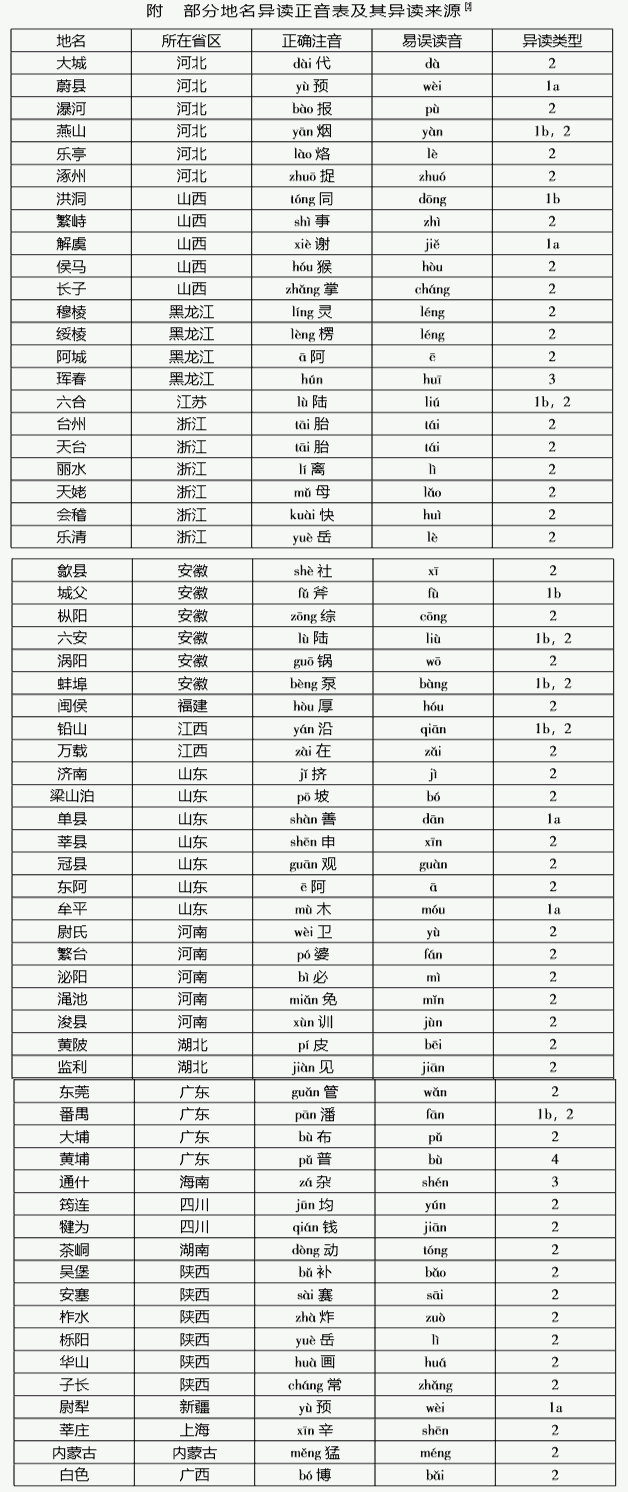 附 部分地名异读正音表及其异读来源[2]
地名 所在省区 正确注音 易误读音 异读类型
大城 河北 dài 代 dà 2
蔚县 河北 yù 预 wèi 1a
瀑河 河北 bào 报 pù 2
燕山 河北 yān 烟 yàn 1b，2
乐亭 河北 lào 烙 lè 2
涿州 河北 zhuō 捉 zhuó 2
洪洞 山西 tóng 同 dōng 1b
繁峙 山西 shì 事 zhì 2
解虞 山西 xiè 谢 jiě 1a
侯马 山西 hóu 猴 hòu 2
长子 山西 zhǎng 掌 cháng 2
穆棱 黑龙江 líng 灵 léng 2
绥棱 黑龙江 lèng 楞 léng 2
阿城 黑龙江 ā 阿 ē 2
珲春 黑龙江 hún huī 3
六合 江苏 lù 陆 liú 1b，2
台州 浙江 tāi 胎 tái 2
天台 浙江 tāi 胎 tái 2
丽水 浙江 lí 离 lì 2
天姥 浙江 mǔ 母 lǎo 2
会稽 浙江 kuài 快 huì 2
乐清 浙江 yuè 岳 lè 2
歙县 安徽 shè 社 xī 2
城父 安徽 fǔ 斧 fù 1b
枞阳 安徽 zōng 综 cōng 2
六安 安徽 lù 陆 liù 1b，2
涡阳 安徽 guō 锅 wō 2
蚌埠 安徽 bèng 泵 bàng 1b，2
闽侯 福建 hòu 厚 hóu 2
铅山 江西 yán 沿 qiān 1b，2
万载 江西 zài 在 zǎi 2
济南 山东 jǐ 挤 jì 2
梁山泊 山东 pō 坡 bó 2
单县 山东 shàn 善 dān 1a
莘县 山东 shēn 申 xīn 2
冠县 山东 guān 观 guàn 2
东阿 山东 ē 阿 ā 2
牟平 山东 mù 木 móu 1a
尉氏 河南 wèi 卫 yù 2
繁台 河南 pó 婆 fán 2
泌阳 河南 bì 必 mì 2
渑池 河南 miǎn 免 mǐn 2
浚县 河南 xùn 训 jùn 2
黄陂 湖北 pí 皮 bēi 2
监利 湖北 jiàn 见 jiān 2
东莞 广东 guǎn 管 wǎn 2
番禺 广东 pān 潘 fān 1b，2
大埔 广东 bù 布 pǔ 2
黄埔 广东 pǔ 普 bù 4
通什 海南 zá 杂 shén 3
筠连 四川 jūn 均 yún 2
犍为 四川 qián 钱 jiān 2
茶峒 湖南 dòng 动 tóng 2
吴堡 陕西 bǔ 补 bǎo 2
安塞 陕西 sài 赛 sāi 2
柞水 陕西 zhà 炸 zuò 2
栎阳 陕西 yuè 岳 lì 2
华山 陕西 huà 画 huá 2
子长 陕西 cháng 常 zhǎng 2
尉犁 新疆 yù 预 wèi 1a
莘庄 上海 xīn 辛 shēn 2
内蒙古 内蒙古 měng 猛 méng 2
白色 广西 bó 博 bǎi 2